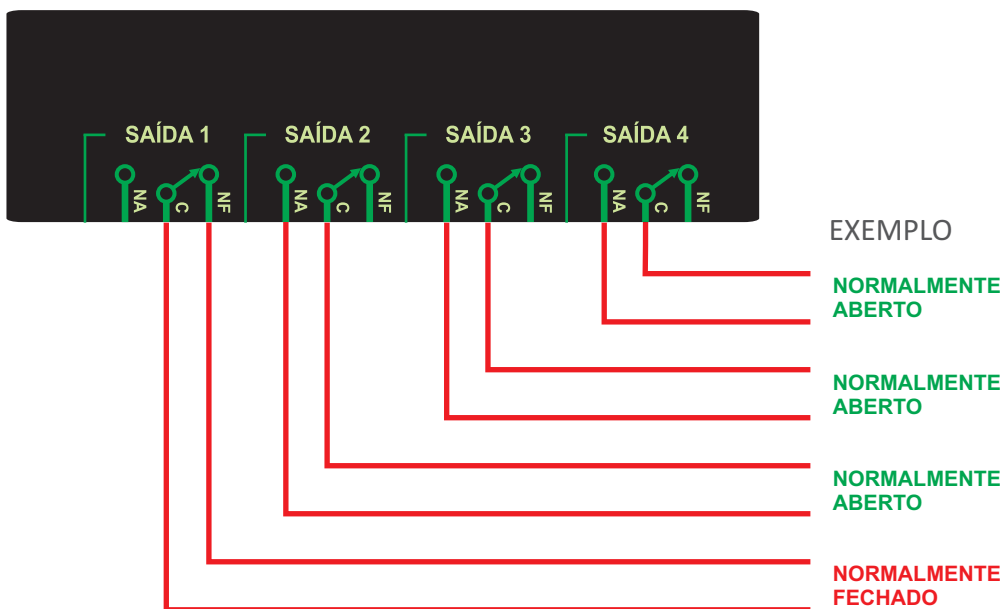 SAÍDA 1
SAÍDA 2
SAÍDA 3
SAÍDA 4
NA
C
NF
NA
C
NF
NA
C
NF
NA
C
NF
EXEMPLO
NORMALMENTE
ABERTO
NORMALMENTE
ABERTO
NORMALMENTE
ABERTO
NORMALMENTE
FECHADO